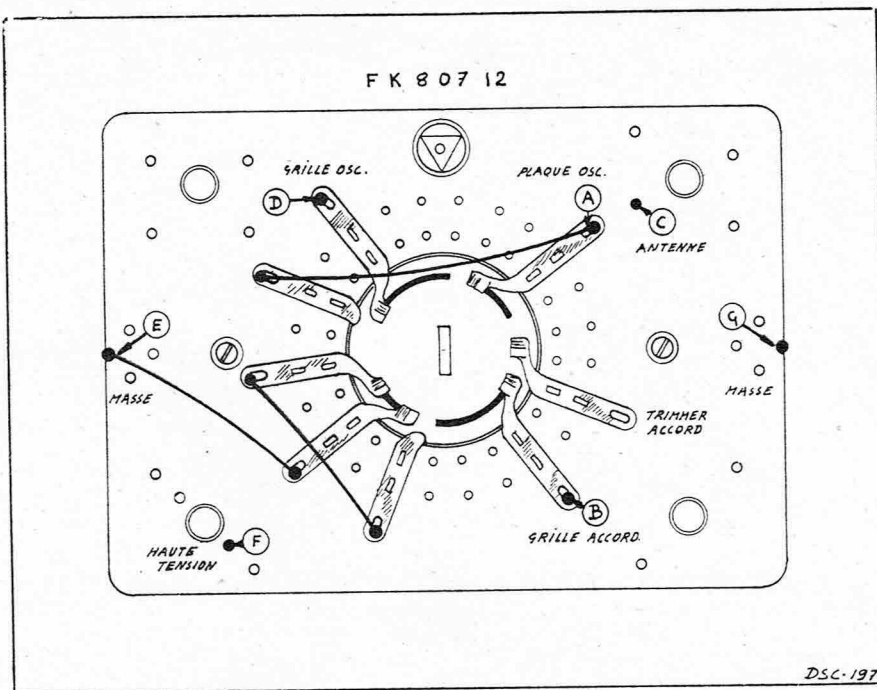 FK 807 12
GRILLE OSC.
PLAQUE OSC.
D
A
C
ANTENNE
E
G
MASSE
MASSE
TRIMMER
ACCORD
B
GRILLE ACCORD.
F
HAUTE
TENSION
DSC-197